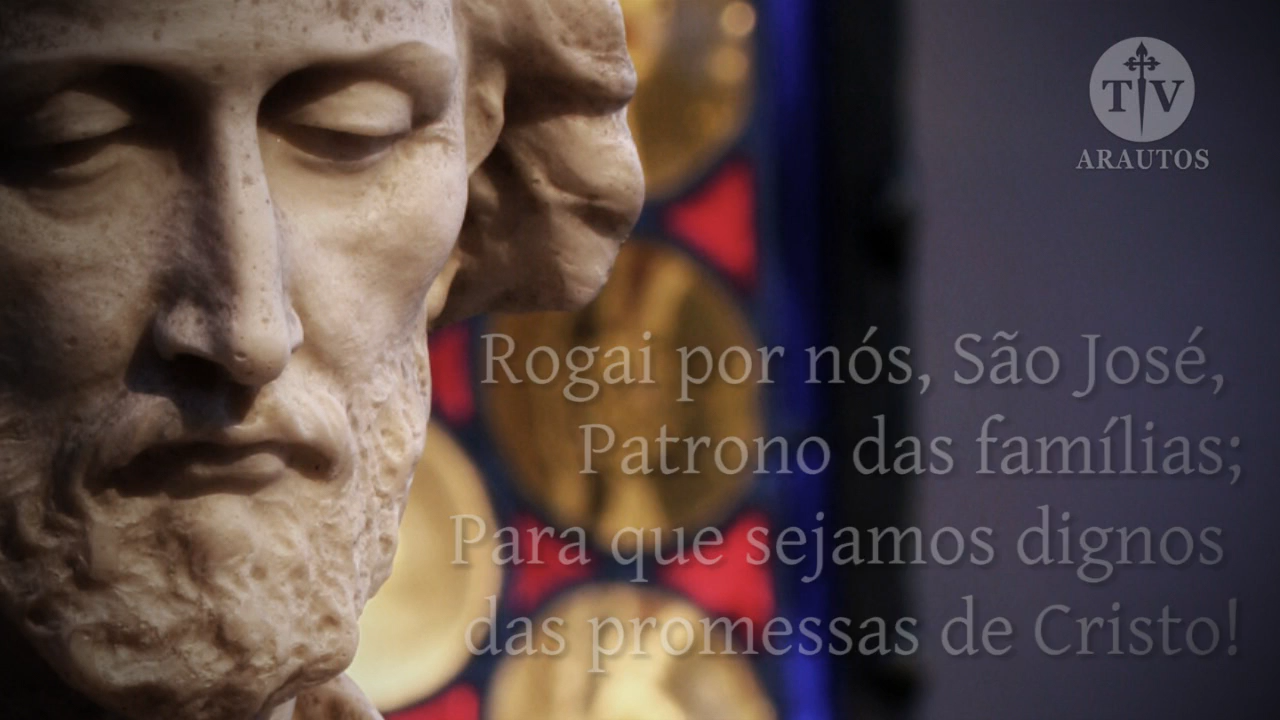 TV
ARAUTOS
Rogai por nós, São José,
Patrono das famílias;
Para que sejamos dignos
das promessas de Cristo!